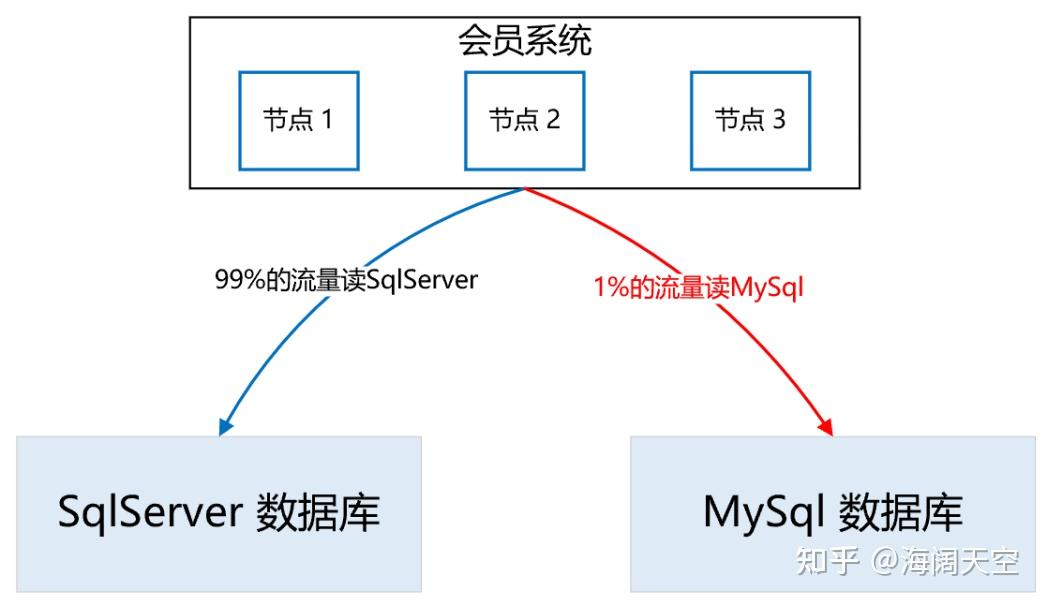 会员系统
节点 1
节点 2
节点 3
99%的流量读SqlServer
1%的流量读MySql
SqlServer 数据库
MySql 数据库
知乎 @海阔天空